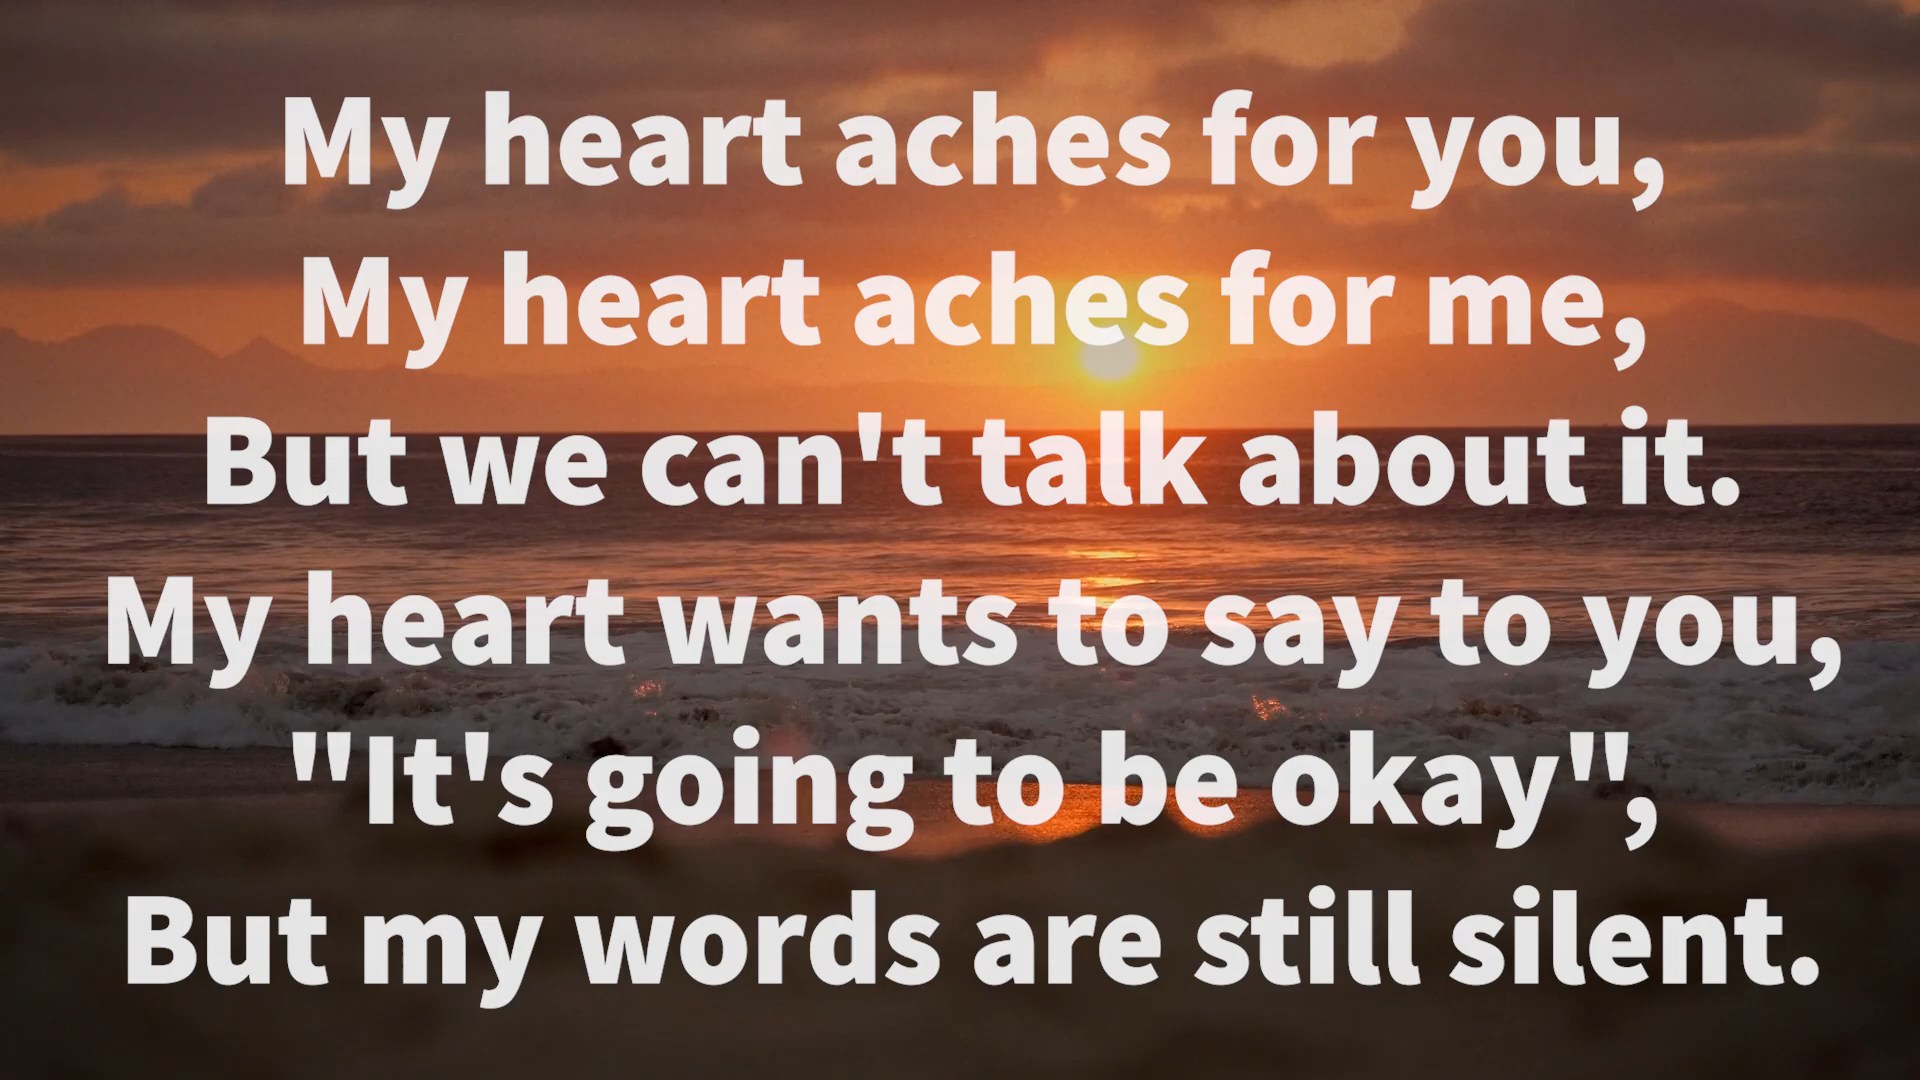 My heart aches for you,
My heart aches for me,
But we can't talk about it.
My heart wants to say to you,
"It's going to be okay",
But my words are still silent.